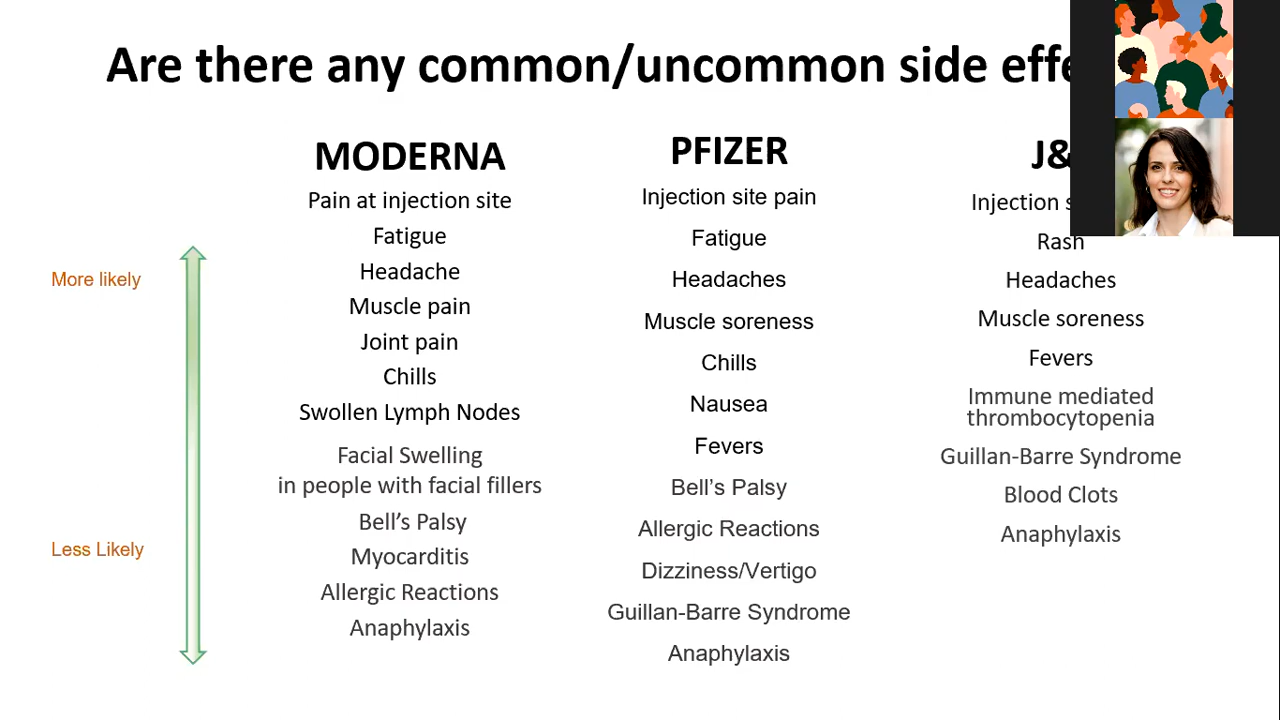 Are there any common/uncommon side
MODERNA
Pain at injection site
Fatigue
Headache
Muscle pain
Joint pain
Chills
Swollen Lymph Nodes
Facial Swelling
in people with facial fillers
Bell's Palsy
Myocarditis
Allergic Reactions
Anaphylaxis
PFIZER
Injection site pain
Fatigue
Headaches
Muscle soreness
Chills
Nausea
Fevers
Bell's Palsy
Allergic Reactions
Dizziness/Vertigo
Guillan-Barre Syndrome
Anaphylaxis
J&
Injection
Rash
Headaches
Muscle soreness
Fevers
Immune mediated
thrombocytopenia
Guillan-Barre Syndrome
Blood Clots
Anaphylaxis
More likely
Less Likely